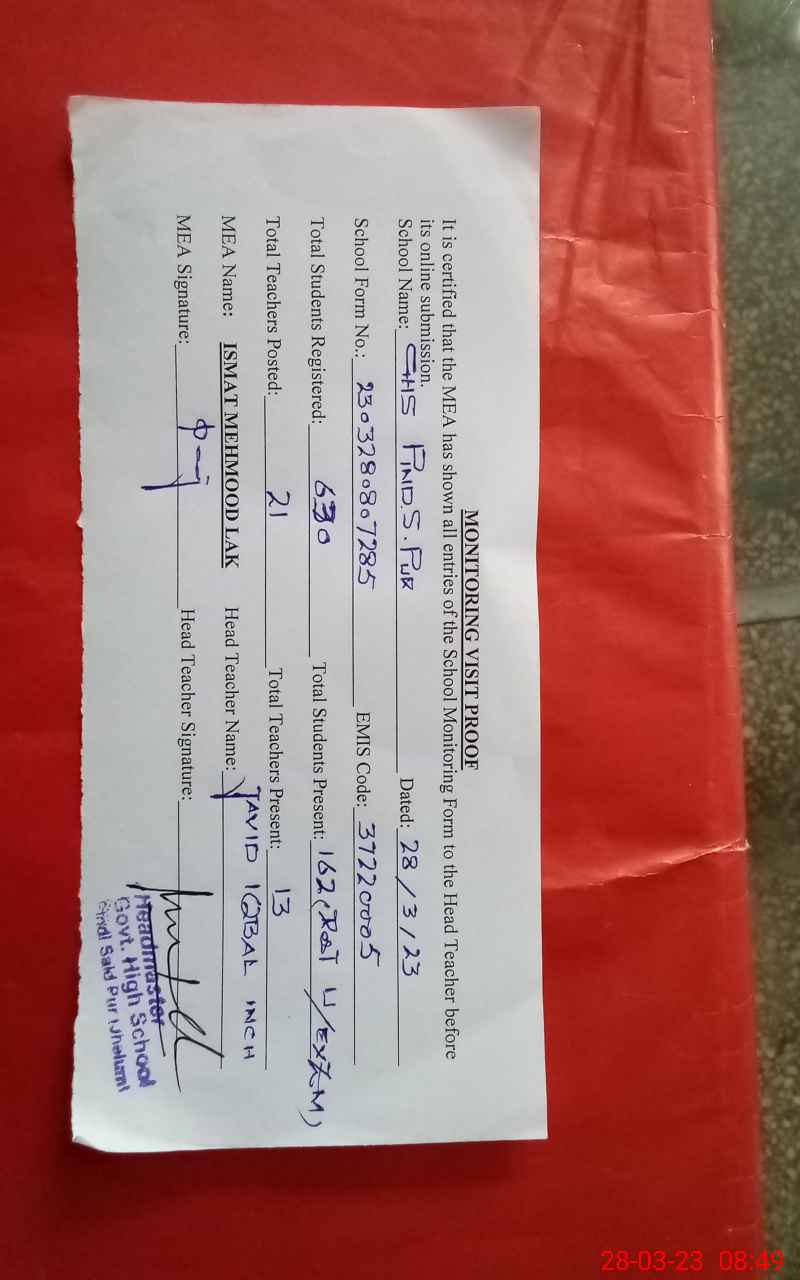 MONITORING VISIT PROOF
It is certified that the MEA has shown all entries of the School Monitoring Form to the Head Teacher before
its online submission.
School Name: GHS PIND. S. PUR Dated: 28/3/23
School Form No.: 2303280807285 EMIS Code: 37220005
Total Students Registered: 630 Total Students Present: 162 (Rest U/EXZM)
Total Teachers Posted: 21 Total Teachers Present: 13
MEA Name: ISMAT MEHMOOD LAK Head Teacher Name: JAVID IQBAL INCH
MEA Signature: Head Teacher Signature:
Headmaster
Govt. High School
Pindi Said Pur (Jhelum)
28-03-23 08:49